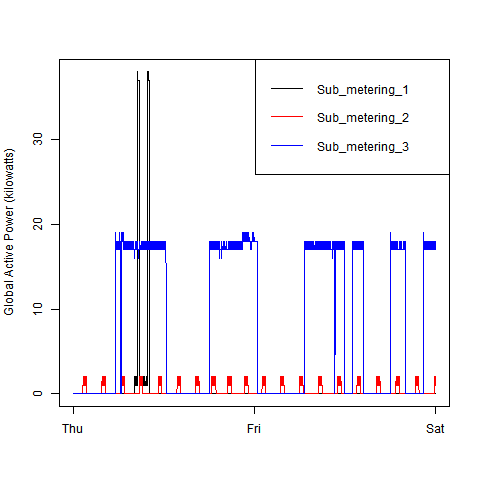 Sub_metering_1
Sub_metering_2
Sub_metering_3
Global Active Power (kilowatts)
30
20
10
0
Thu Fri Sat